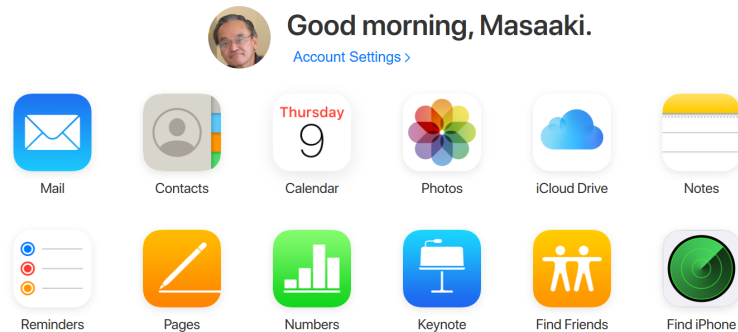 Good morning, Masaaki.
Account Settings >
Thursday
9
Mail
Contacts
Calendar
Photos
iCloud Drive
Notes
Reminders
Pages
Numbers
Keynote
Find Friends
Find iPhone